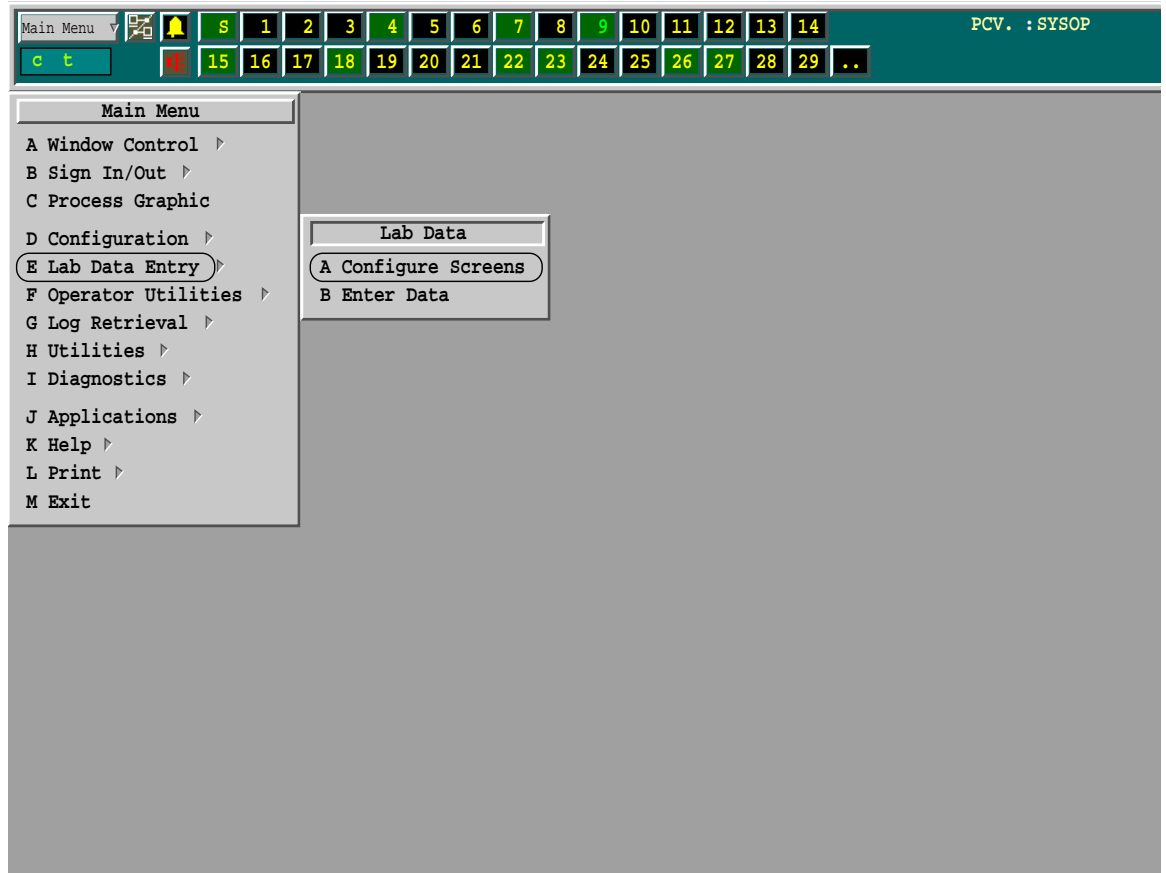 Main Menu S 1 2 3 4 5 6 7 8 9 10 11 12 13 14 PCV. :SYSOP
c t 15 16 17 18 19 20 21 22 23 24 25 26 27 28 29 ..
Main Menu
A Window Control
B Sign In/Out
C Process Graphic
D Configuration
E Lab Data Entry
F Operator Utilities
G Log Retrieval
H Utilities
I Diagnostics
J Applications
K Help
L Print
M Exit
Lab Data
A Configure Screens
B Enter Data